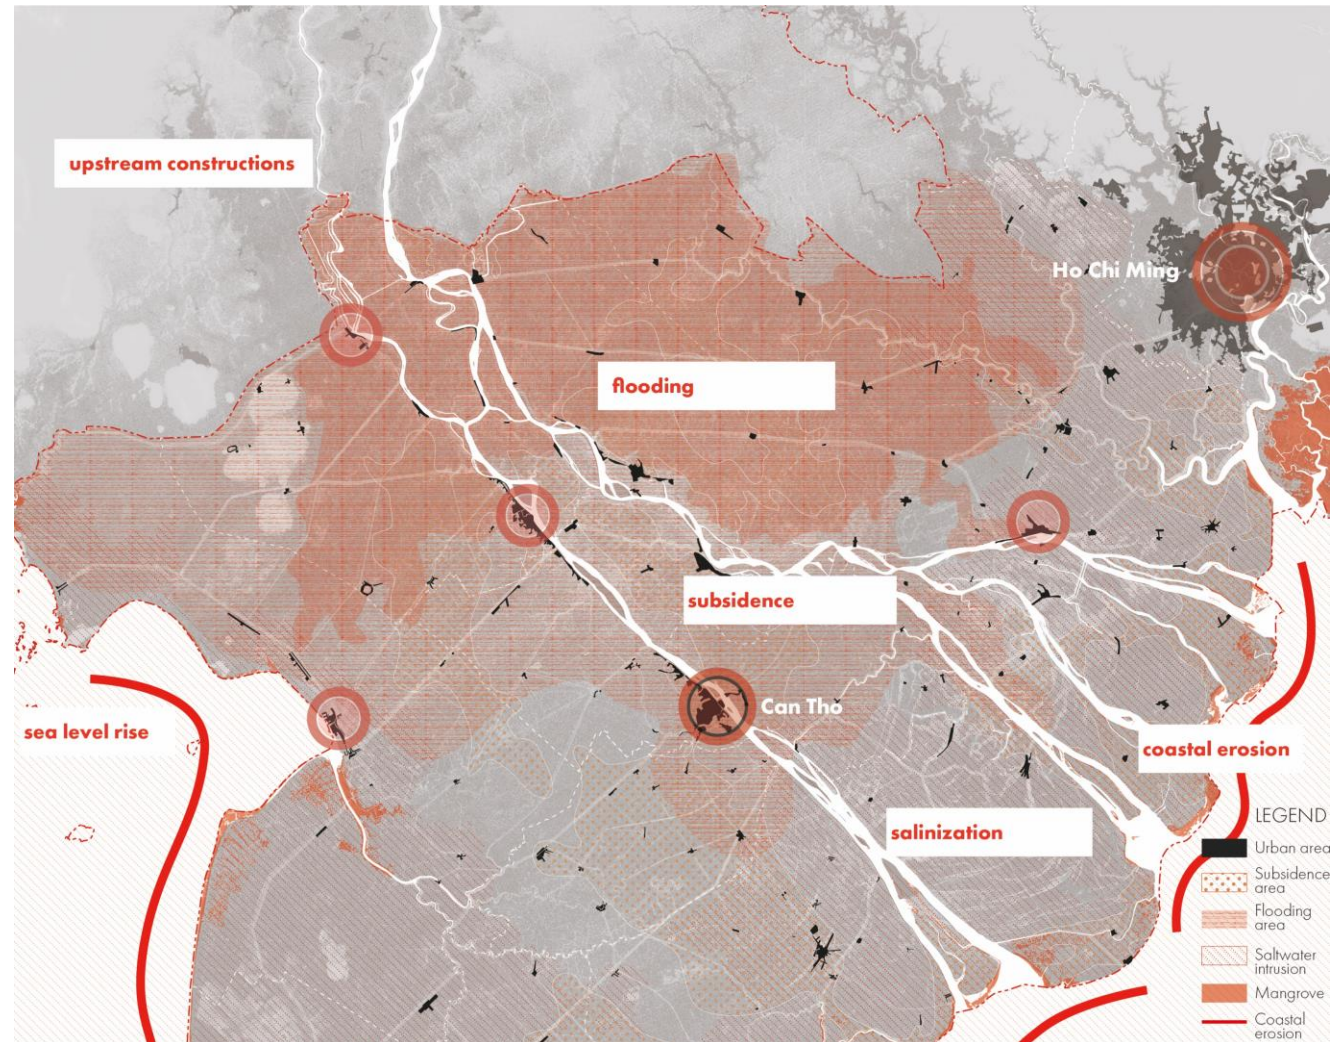 upstream constructions
Ho Chi Ming
flooding
subsidence
Can Tho
sea level rise
coastal erosion
salinization
LEGEND
Urban area
Subsidence
area
Flooding
area
Saltwater
intrusion
Mangrove
Coastal
erosion